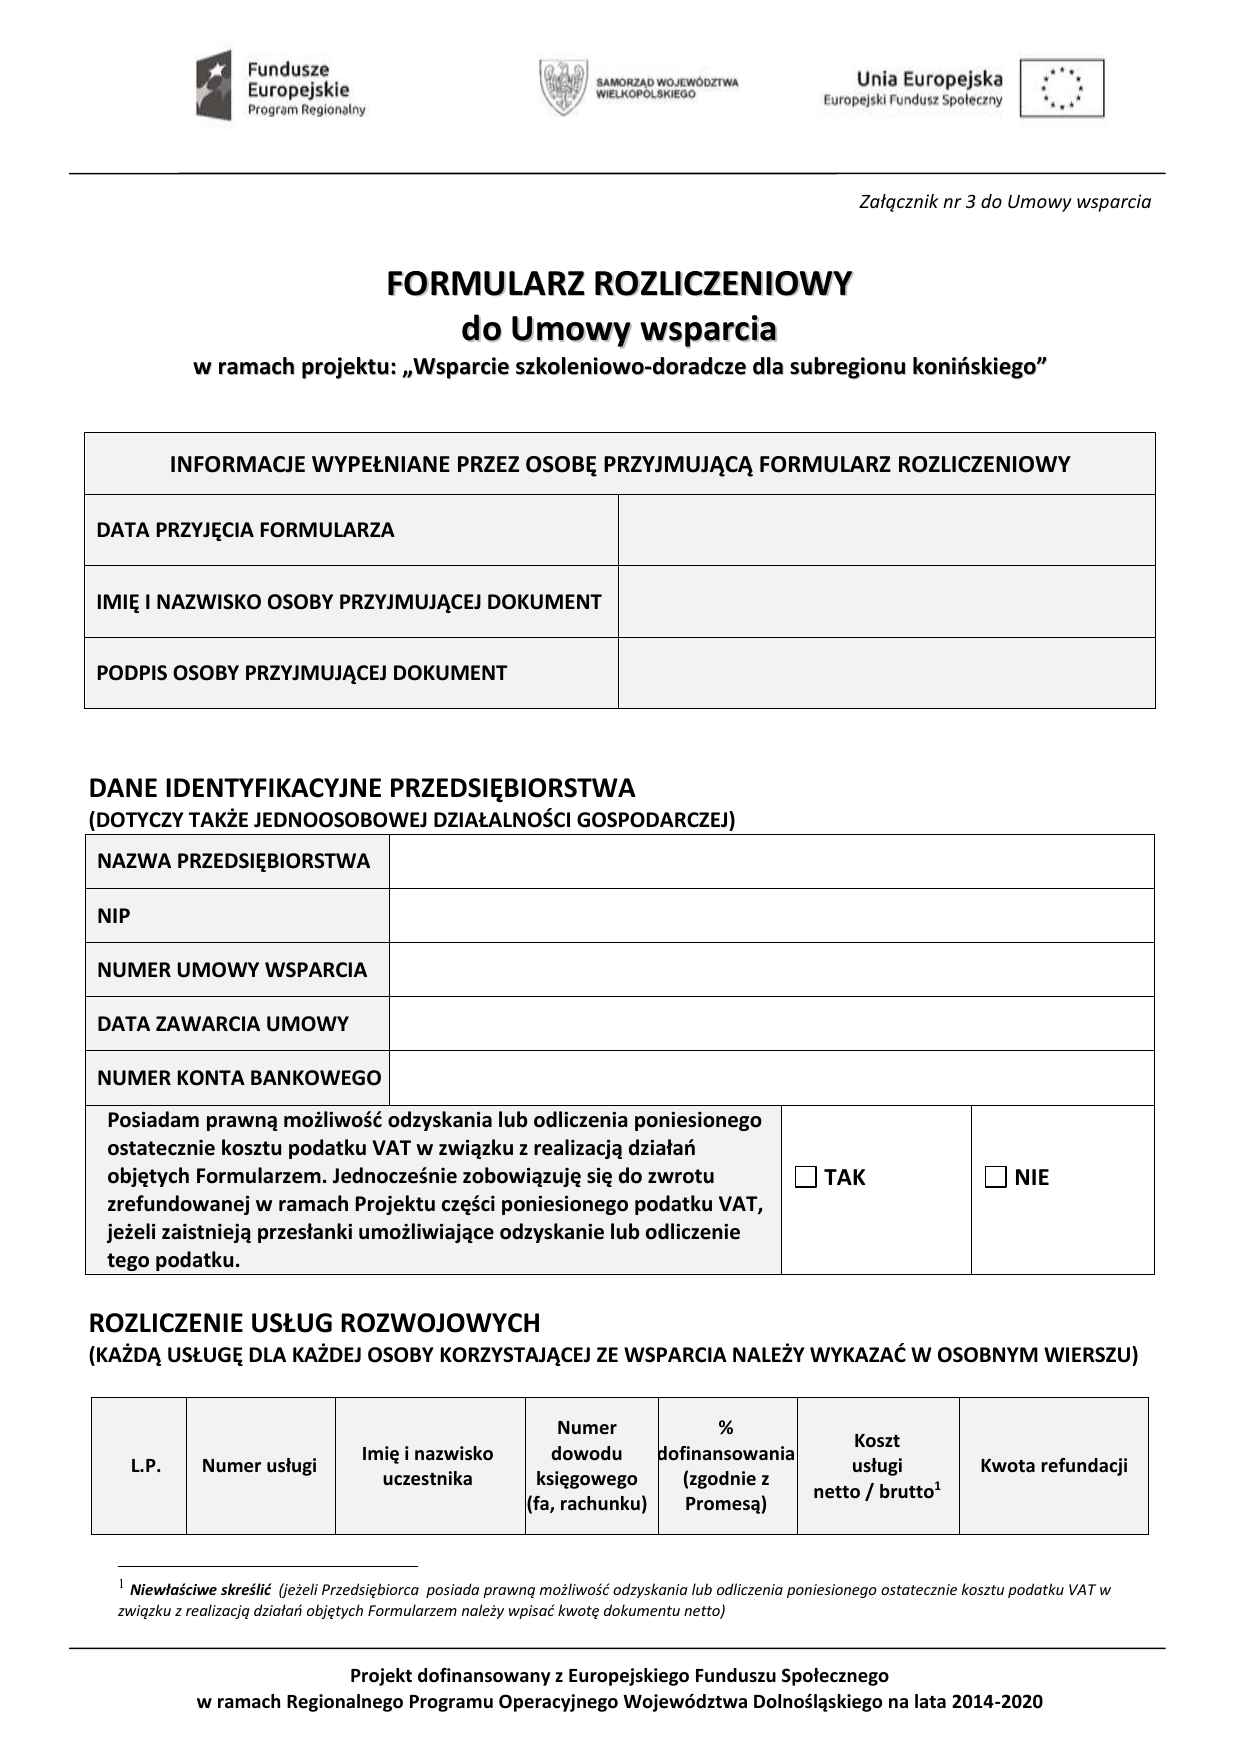 Fundusze
Europejskie
Program Regionalny
SAMORZĄD WOJEWÓDZTWA
WIELKOPOLSKIEGO
Unia Europejska
Europejski Fundusz Społeczny
Załącznik nr 3 do Umowy wsparcia
FORMULARZ ROZLICZENIOWY
do Umowy wsparcia
w ramach projektu: „Wsparcie szkoleniowo-doradcze dla subregionu konińskiego”
INFORMACJE WYPEŁNIANE PRZEZ OSOBĘ PRZYJMUJĄCĄ FORMULARZ ROZLICZENIOWY
DATA PRZYJĘCIA FORMULARZA
IMIĘ I NAZWISKO OSOBY PRZYJMUJĄCEJ DOKUMENT
PODPIS OSOBY PRZYJMUJĄCEJ DOKUMENT
DANE IDENTYFIKACYJNE PRZEDSIĘBIORSTWA
(DOTYCZY TAKŻE JEDNOOSOBOWEJ DZIAŁALNOŚCI GOSPODARCZEJ)
NAZWA PRZEDSIĘBIORSTWA
NIP
NUMER UMOWY WSPARCIA
DATA ZAWARCIA UMOWY
NUMER KONTA BANKOWEGO
Posiadam prawną możliwość odzyskania lub odliczenia poniesionego
ostatecznie kosztu podatku VAT w związku z realizacją działań
objętych Formularzem. Jednocześnie zobowiązuję się do zwrotu
zrefundowanej w ramach Projektu części poniesionego podatku VAT,
jeżeli zaistnieją przesłanki umożliwiające odzyskanie lub odliczenie
tego podatku.
TAK
NIE
ROZLICZENIE USŁUG ROZWOJOWYCH
(KAŻDĄ USŁUGĘ DLA KAŻDEJ OSOBY KORZYSTAJĄCEJ ZE WSPARCIA NALEŻY WYKAZAĆ W OSOBNYM WIERSZU)
L.P.
Numer usługi
Imię i nazwisko
uczestnika
Numer
dowodu
księgowego
(fa, rachunku)
%
dofinansowania
(zgodnie z
Promesą)
Koszt
usługi
netto / brutto1
Kwota refundacji
1 Niewłaściwe skreślić (jeżeli Przedsiębiorca posiada prawną możliwość odzyskania lub odliczenia poniesionego ostatecznie kosztu podatku VAT w
związku z realizacją działań objętych Formularzem należy wpisać kwotę dokumentu netto)
Projekt dofinansowany z Europejskiego Funduszu Społecznego
w ramach Regionalnego Programu Operacyjnego Województwa Dolnośląskiego na lata 2014-2020